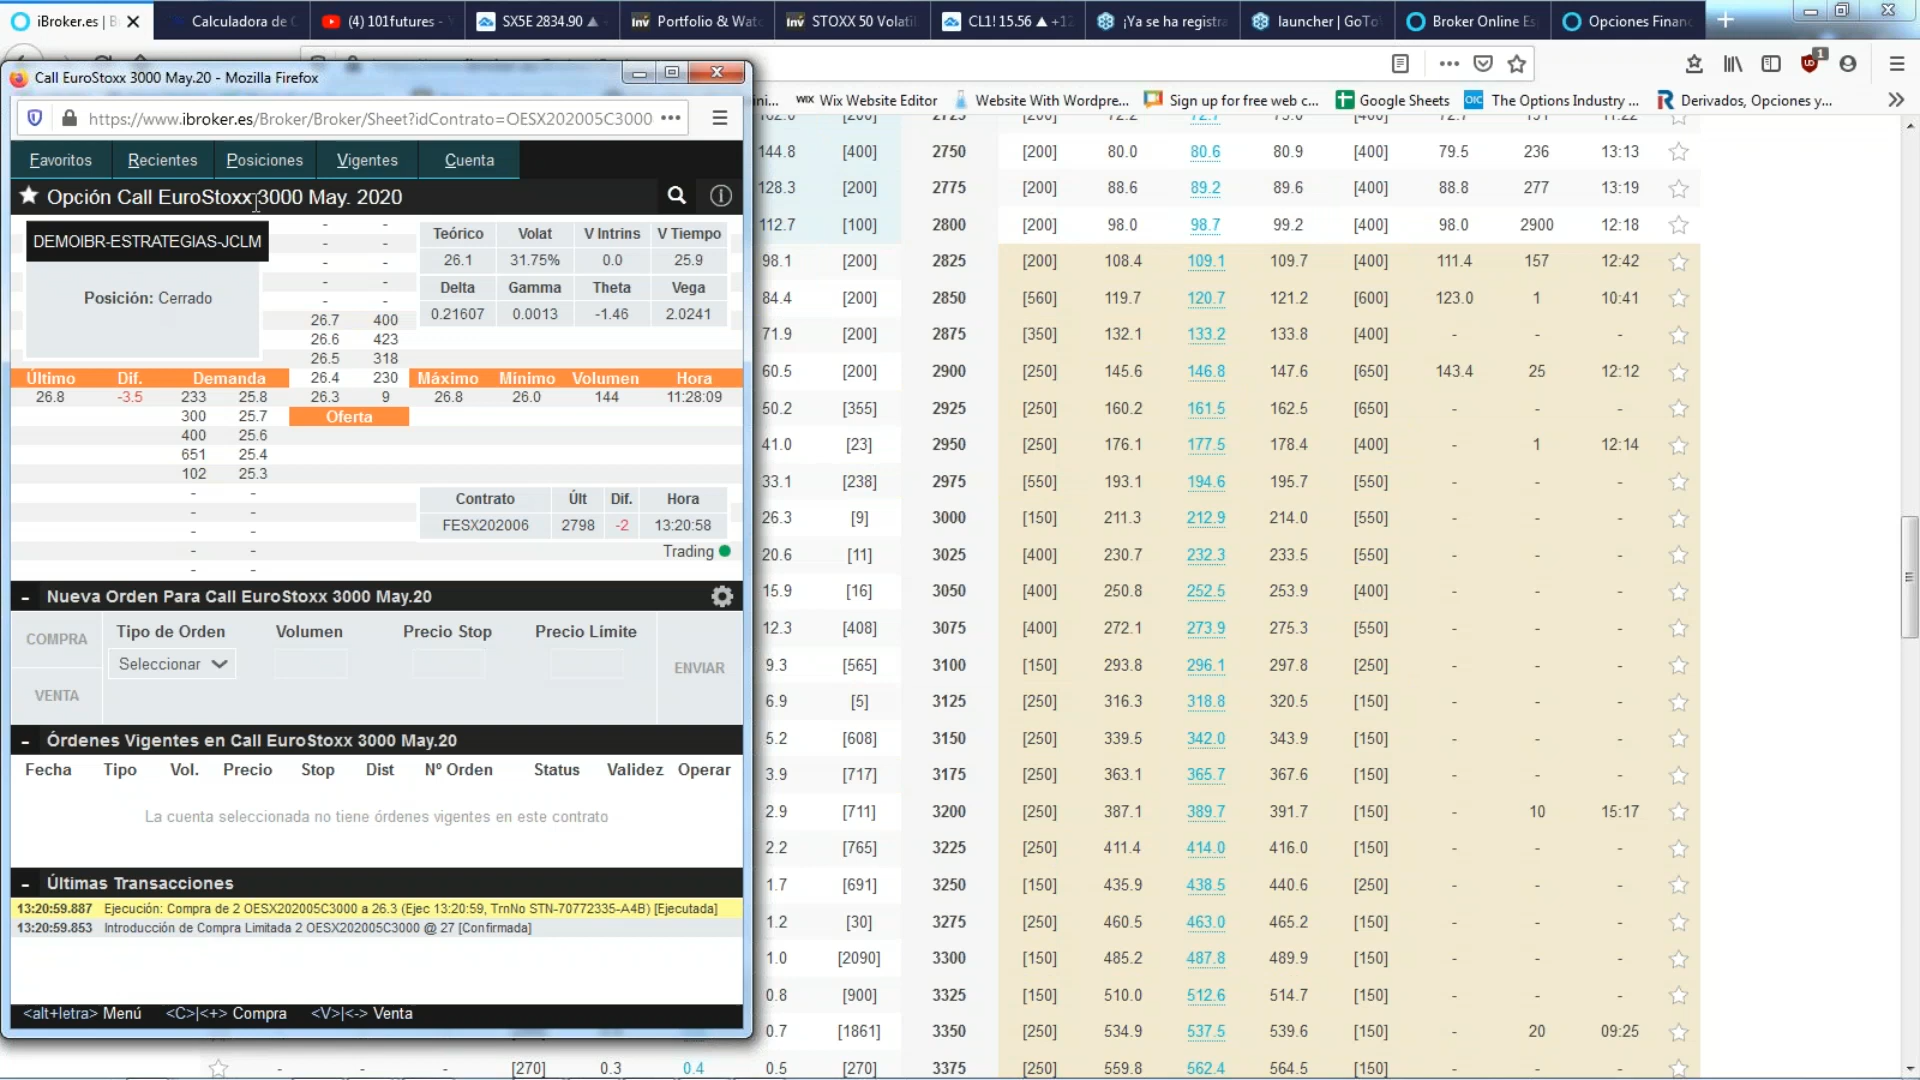 iBroker.es | B
Calculadora de
(4) 101futures -
SX5E 2834.90 ▲
Portfolio & Wat
STOXX 50 Volatil
CL1! 15.56 ▲ +1
¡Ya se ha registra
launcher | GoTo
Broker Online Es
Opciones Finan
Call EuroStoxx 3000 May.20 - Mozilla Firefox
https://www.ibroker.es/Broker/Broker/Sheet?idContrato=OESX202005C3000
Wix Website Editor Website With Wordpre... Sign up for free web c... Google Sheets The Options Industry ... Derivados, Opciones y...
Favoritos Recientes Posiciones Vigentes Cuenta
Opción Call EuroStoxx 3000 May. 2020
DEMOIBR-ESTRATEGIAS-JCLM
Posición: Cerrado
Teórico Volat V Intrins V Tiempo
26.1 31.75% 0.0 25.9
Delta Gamma Theta Vega
0.21607 0.0013 -1.46 2.0241
26.7 400
26.6 423
26.5 318
26.4 230
Último Dif. Demanda Máximo Mínimo Volumen Hora
26.8 -3.5 233 25.8 26.3 9 26.8 26.0 144 11:28:09
300 25.7 Oferta
400 25.6
651 25.4
102 25.3
Contrato Últ Dif. Hora
FESX202006 2798 -2 13:20:58
Trading
- Nueva Orden Para Call EuroStoxx 3000 May.20
COMPRA Tipo de Orden Volumen Precio Stop Precio Límite
Seleccionar ENVIAR
VENTA
- Órdenes Vigentes en Call EuroStoxx 3000 May.20
Fecha Tipo Vol. Precio Stop Dist Nº Orden Status Validez Operar
La cuenta seleccionada no tiene órdenes vigentes en este contrato
- Últimas Transacciones
13:20:59.887 Ejecución: Compra de 2 OESX202005C3000 a 26.3 (Ejec 13:20:59, TrnNo STN-70772335-A4B) [Ejecutada]
13:20:59.853 Introducción de Compra Limitada 2 OESX202005C3000 @ 27 [Confirmada]
<alt+letra> Menú <C>|<+> Compra <V>|<-> Venta
144.8 [400] 2750 [200] 80.0 80.6 80.9 [400] 79.5 236 13:13
128.3 [200] 2775 [200] 88.6 89.2 89.6 [400] 88.8 277 13:19
112.7 [100] 2800 [200] 98.0 98.7 99.2 [400] 98.0 2900 12:18
98.1 [200] 2825 [200] 108.4 109.1 109.7 [400] 111.4 157 12:42
84.4 [200] 2850 [560] 119.7 120.7 121.2 [600] 123.0 1 10:41
71.9 [200] 2875 [350] 132.1 133.2 133.8 [400] - - -
60.5 [200] 2900 [250] 145.6 146.8 147.6 [650] 143.4 25 12:12
50.2 [355] 2925 [250] 160.2 161.5 162.5 [650] - - -
41.0 [23] 2950 [250] 176.1 177.5 178.4 [400] - 1 12:14
33.1 [238] 2975 [550] 193.1 194.6 195.7 [550] - - -
26.3 [9] 3000 [150] 211.3 212.9 214.0 [550] - - -
20.6 [11] 3025 [400] 230.7 232.3 233.5 [550] - - -
15.9 [16] 3050 [400] 250.8 252.5 253.9 [400] - - -
12.3 [408] 3075 [400] 272.1 273.9 275.3 [550] - - -
9.3 [565] 3100 [150] 293.8 296.1 297.8 [250] - - -
6.9 [5] 3125 [250] 316.3 318.8 320.5 [150] - - -
5.2 [608] 3150 [250] 339.5 342.0 343.9 [150] - - -
3.9 [717] 3175 [250] 363.1 365.7 367.6 [150] - - -
2.9 [711] 3200 [250] 387.1 389.7 391.7 [150] - 10 15:17
2.2 [765] 3225 [250] 411.4 414.0 416.0 [150] - - -
1.7 [691] 3250 [150] 435.9 438.5 440.6 [250] - - -
1.2 [30] 3275 [250] 460.5 463.0 465.2 [150] - - -
1.0 [2090] 3300 [150] 485.2 487.8 489.9 [150] - - -
0.8 [900] 3325 [150] 510.0 512.6 514.7 [150] - - -
0.7 [1861] 3350 [250] 534.9 537.5 539.6 [150] - 20 09:25
- - - [270] 0.3 0.4 0.5 [270] 3375 [250] 559.8 562.4 564.5 [150] - - -